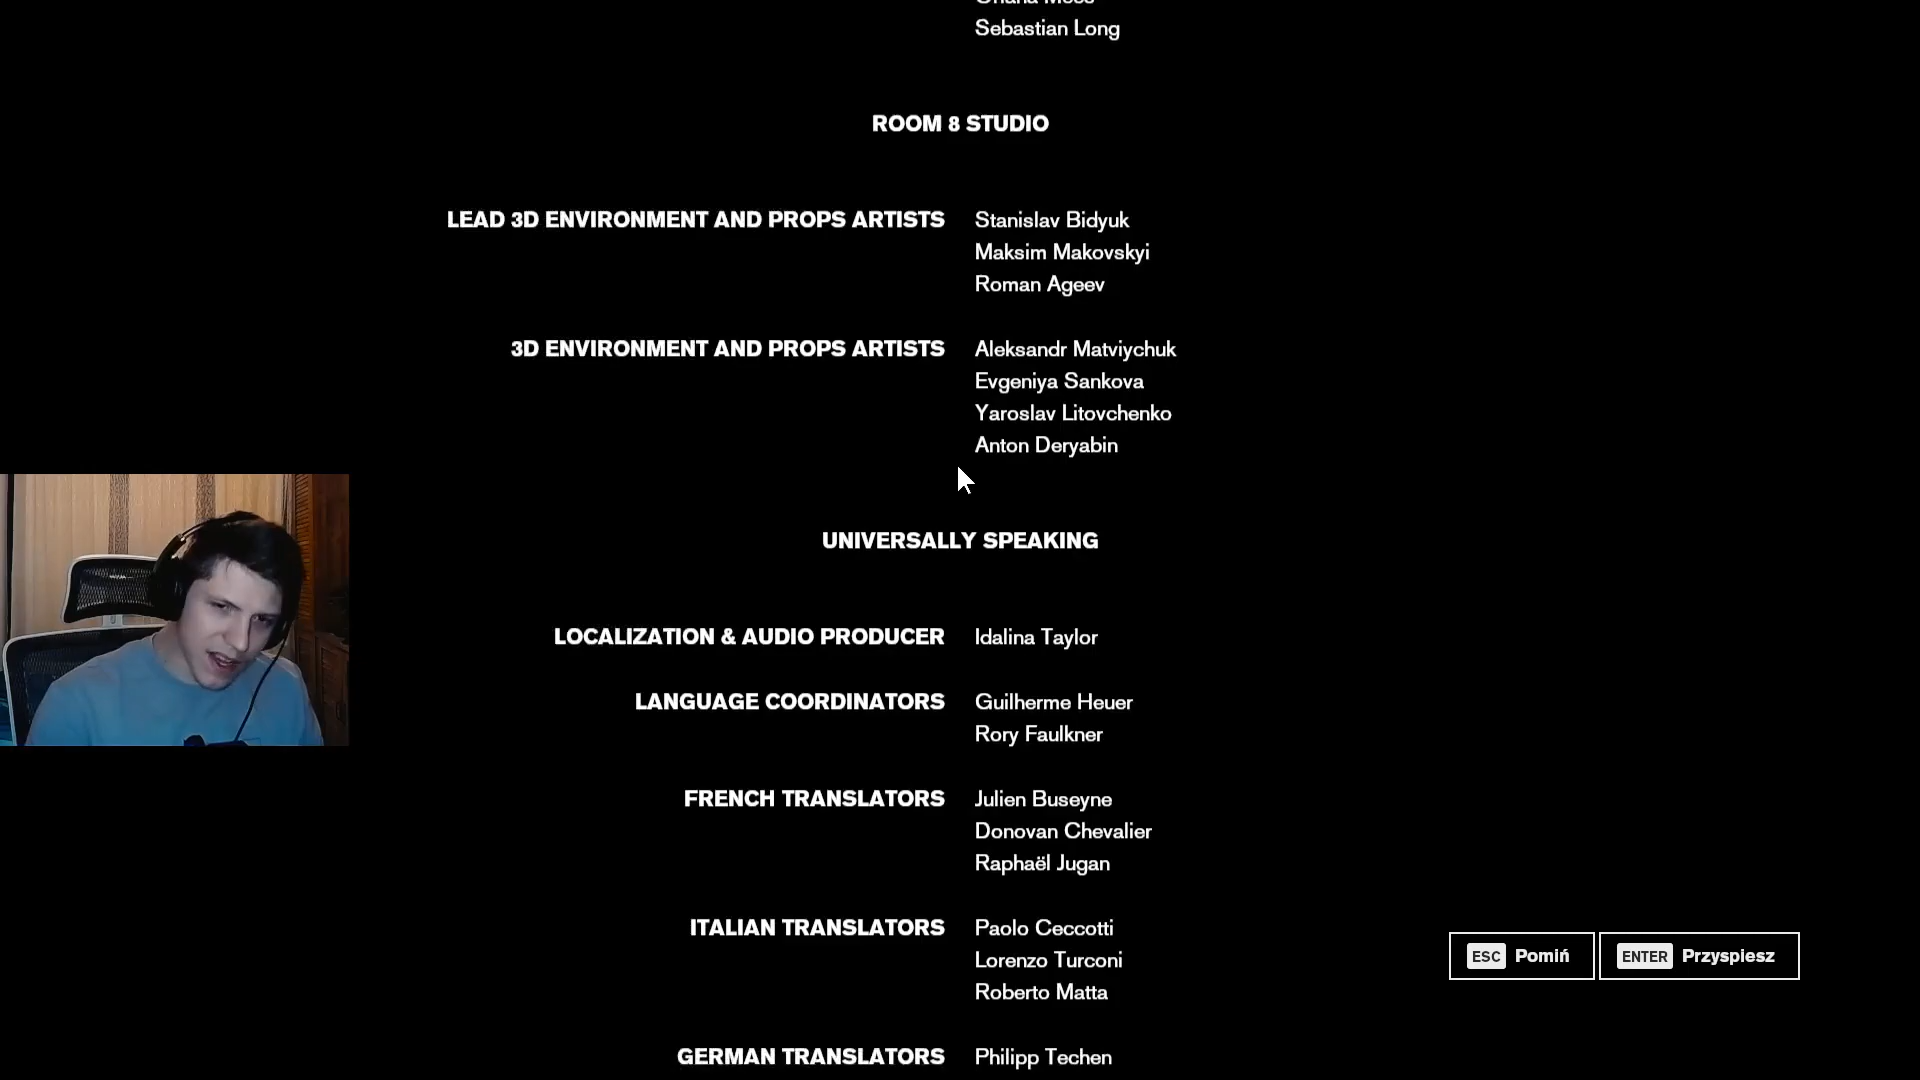 Sebastian Long
ROOM 8 STUDIO
LEAD 3D ENVIRONMENT AND PROPS ARTISTS Stanislav Bidyuk
Maksim Makovskyi
Roman Ageev
3D ENVIRONMENT AND PROPS ARTISTS Aleksandr Matviychuk
Evgeniya Sankova
Yaroslav Litovchenko
Anton Deryabin
UNIVERSALLY SPEAKING
LOCALIZATION & AUDIO PRODUCER Idalina Taylor
LANGUAGE COORDINATORS Guilherme Heuer
Rory Faulkner
FRENCH TRANSLATORS Julien Buseyne
Donovan Chevalier
Raphaël Jugan
ITALIAN TRANSLATORS Paolo Ceccotti
Lorenzo Turconi
Roberto Matta
ESC Pomiń ENTER Przyspiesz
GERMAN TRANSLATORS Philipp Techen